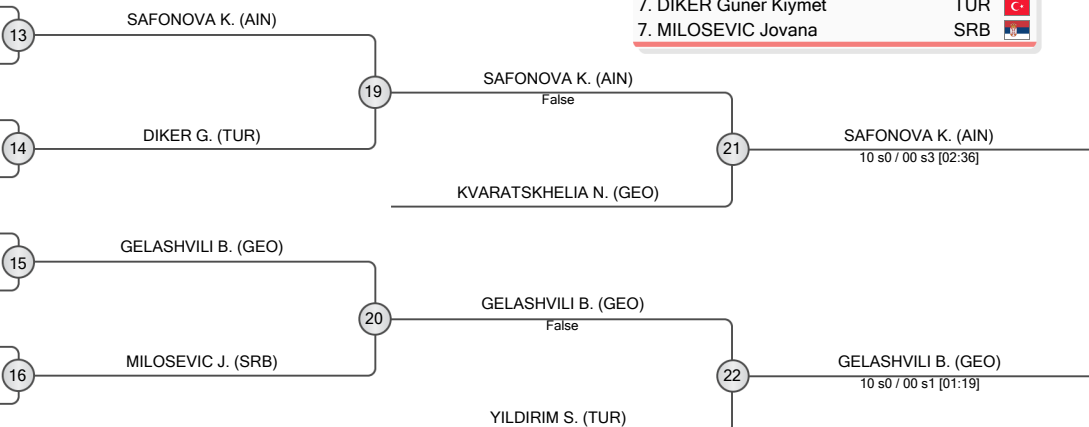 7. DIKER Guner Kiymet TUR
7. MILOSEVIC Jovana SRB
SAFONOVA K. (AIN)
13
SAFONOVA K. (AIN)
False
19
DIKER G. (TUR)
14
SAFONOVA K. (AIN)
10 s0 / 00 s3 [02:36]
21
KVARATSKHELIA N. (GEO)
GELASHVILI B. (GEO)
15
GELASHVILI B. (GEO)
False
20
MILOSEVIC J. (SRB)
16
GELASHVILI B. (GEO)
10 s0 / 00 s1 [01:19]
22
YILDIRIM S. (TUR)